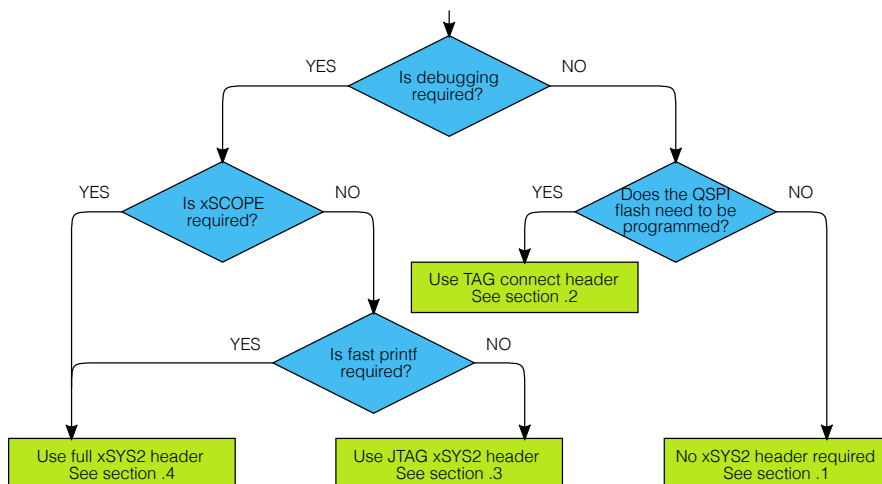 YES
Is debugging
required?
NO
YES
Is xSCOPE
required?
NO
YES
Does the QSPI
flash need to be
programmed?
NO
Use TAG connect header
See section .2
YES
Is fast printf
required?
NO
Use full xSYS2 header
See section .4
Use JTAG xSYS2 header
See section .3
No xSYS2 header required
See section .1